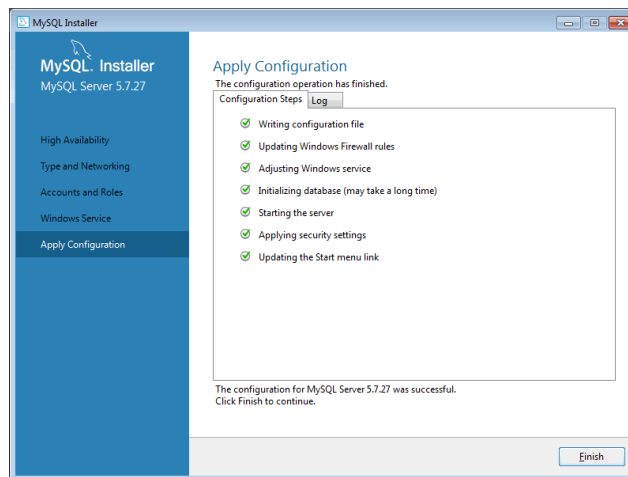 MySQL Installer
MySQL. Installer
MySQL Server 5.7.27
High Availability
Type and Networking
Accounts and Roles
Windows Service
Apply Configuration
Apply Configuration
The configuration operation has finished.
Configuration Steps Log
Writing configuration file
Updating Windows Firewall rules
Adjusting Windows service
Initializing database (may take a long time)
Starting the server
Applying security settings
Updating the Start menu link
The configuration for MySQL Server 5.7.27 was successful.
Click Finish to continue.
Finish